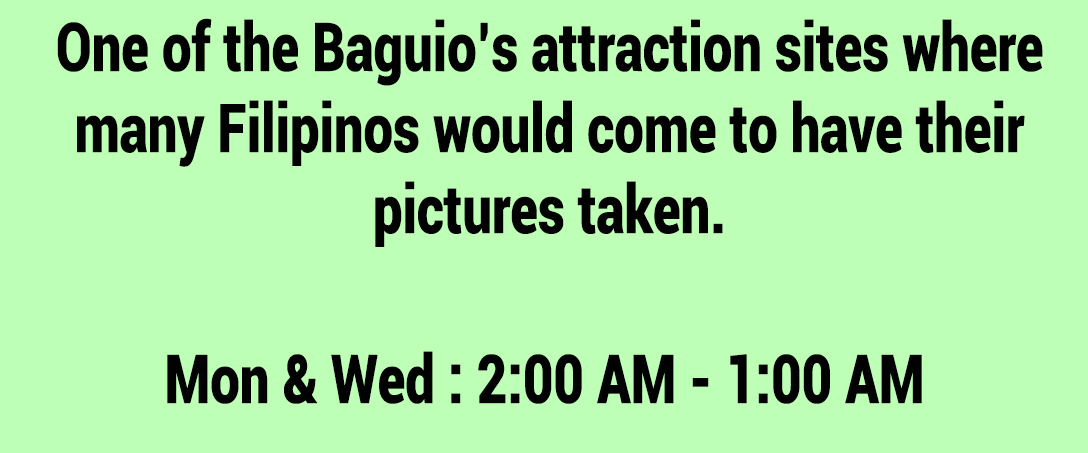 One of the Baguio's attraction sites where
many Filipinos would come to have their
pictures taken.
Mon & Wed : 2:00 AM - 1:00 AM